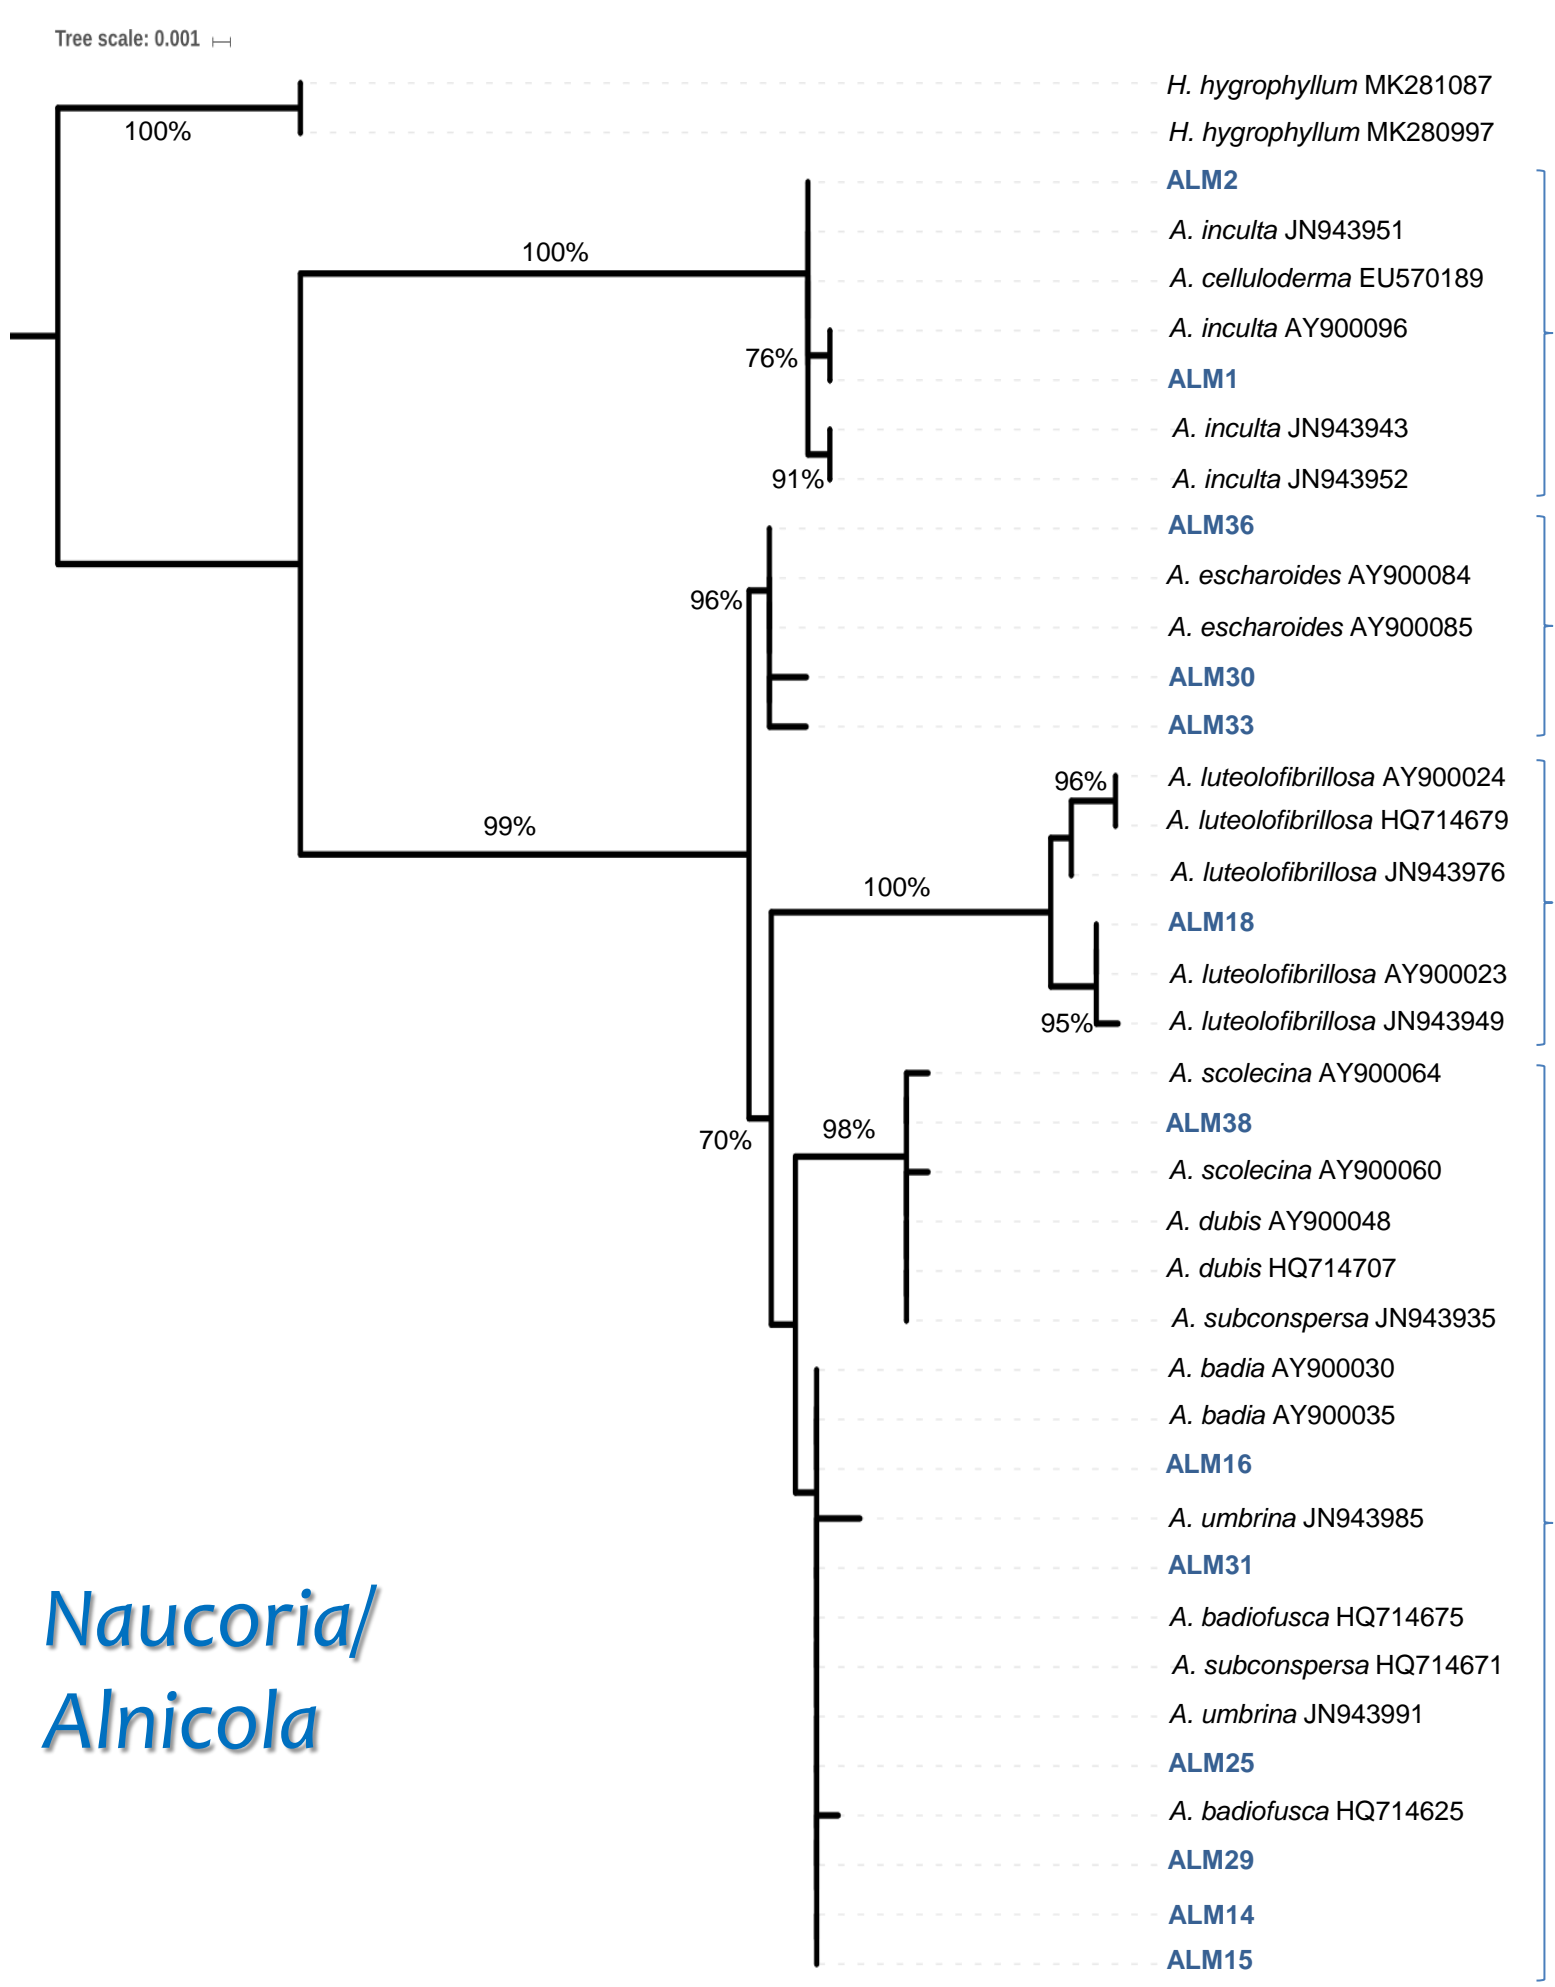 Tree scale: 0.001
H. hygrophyllum MK281087
100%
H. hygrophyllum MK280997
ALM2
A. inculta JN943951
100%
A. celluloderma EU570189
A. inculta AY900096
76%
ALM1
A. inculta JN943943
91%
A. inculta JN943952
ALM36
A. escharoides AY900084
96%
A. escharoides AY900085
ALM30
ALM33
96%
A. luteolofibrillosa AY900024
A. luteolofibrillosa HQ714679
99%
A. luteolofibrillosa JN943976
100%
ALM18
A. luteolofibrillosa AY900023
95%
A. luteolofibrillosa JN943949
A. scolecina AY900064
ALM38
98%
70%
A. scolecina AY900060
A. dubis AY900048
A. dubis HQ714707
A. subconspersa JN943935
A. badia AY900030
A. badia AY900035
ALM16
A. umbrina JN943985
ALM31
A. badiofusca HQ714675
Naucoria/
A. subconspersa HQ714671
A. umbrina JN943991
Alnicola
ALM25
A. badiofusca HQ714625
ALM29
ALM14
ALM15